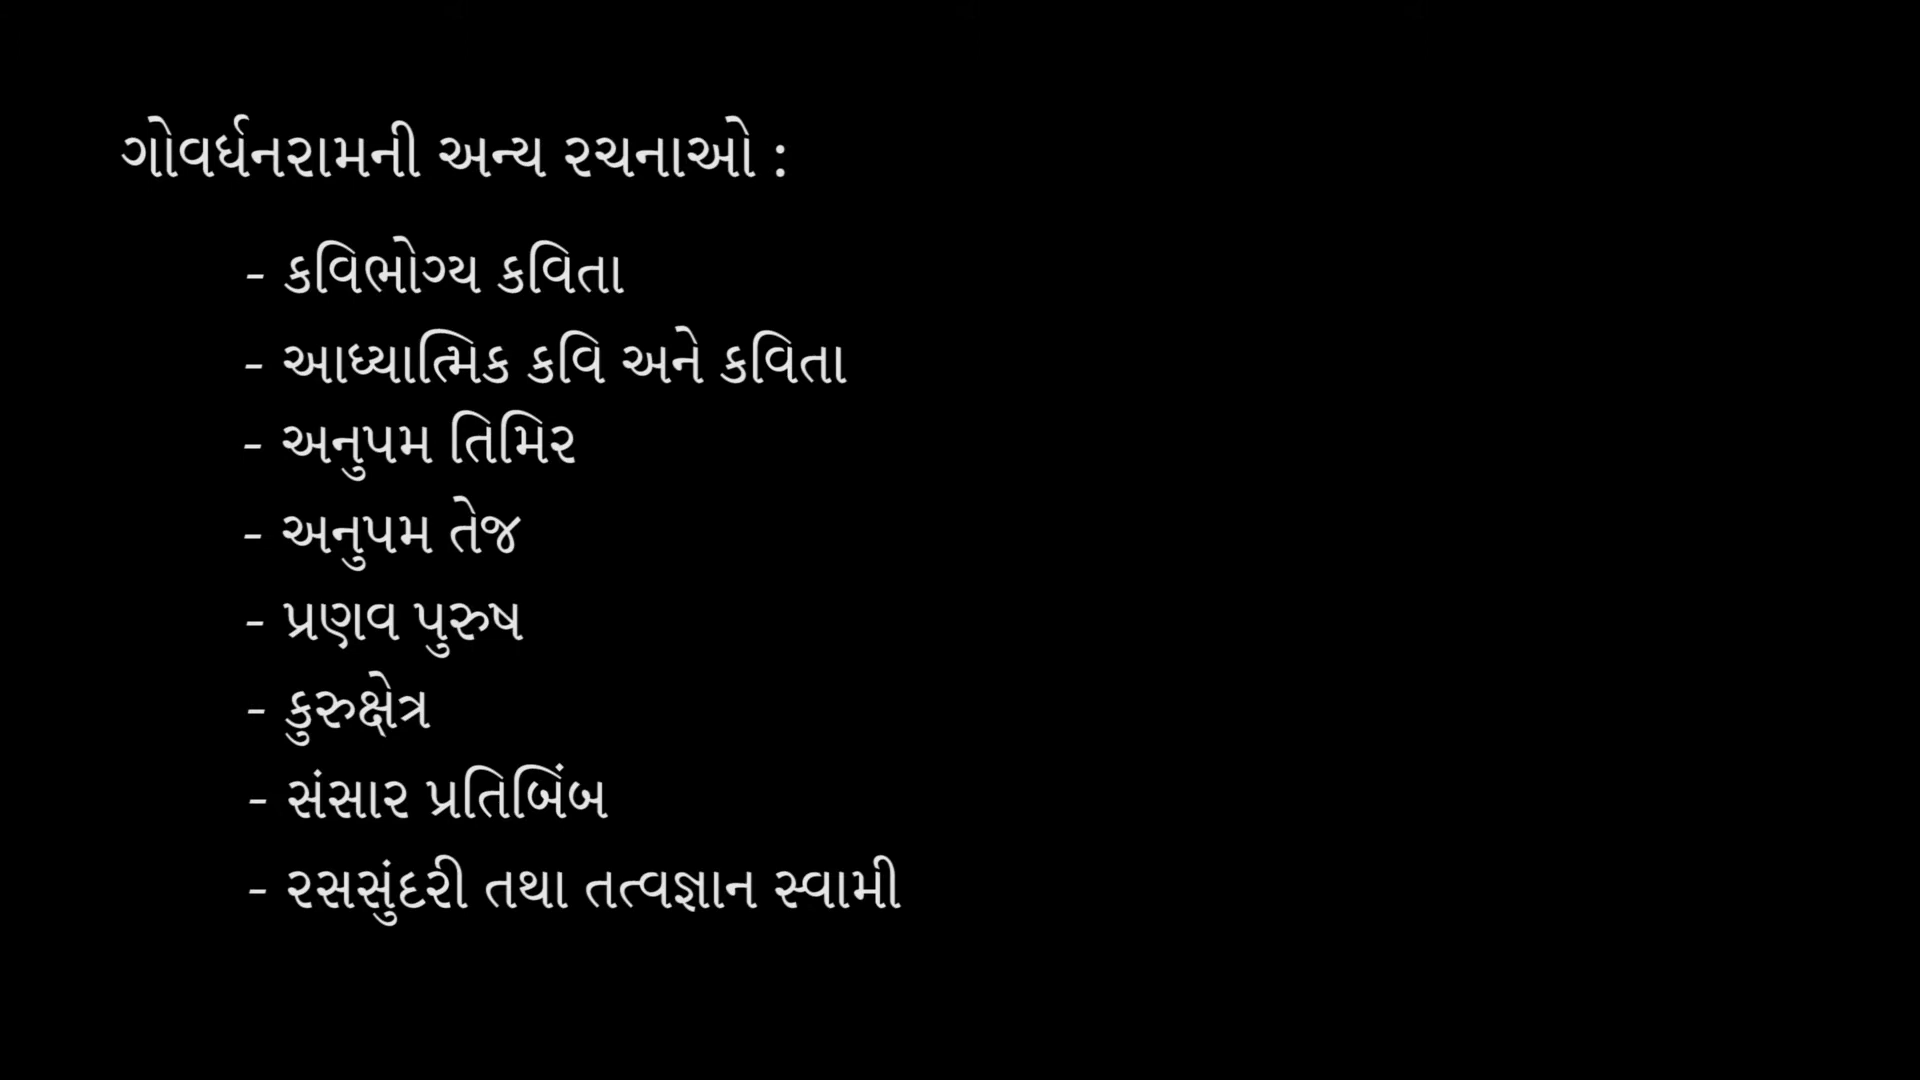 ગોવર્ધનરામની અન્ય રચનાઓ :
- કવિભોગ્ય કવિતા
- આધ્યાત્મિક કવિ અને કવિતા
- અનુપમ તિમિર
- અનુપમ તેજ
- પ્રણવ પુરુષ
- કુરુક્ષેત્ર
- સંસાર પ્રતિબિંબ
- રસસુંદરી તથા તત્વજ્ઞાન સ્વામી